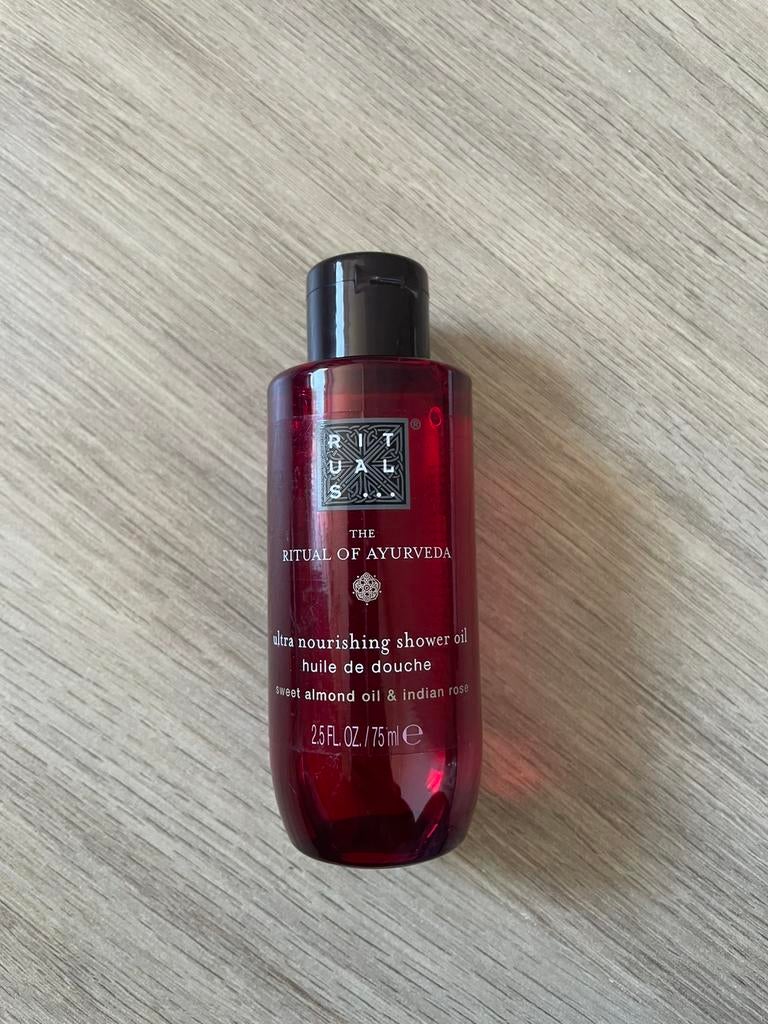 RIT
UAL
S ...
®
THE
RITUAL OF AYURVEDA
ultra nourishing shower oil
huile de douche
sweet almond oil & indian rose
2.5 FL. OZ. / 75 ml ℮